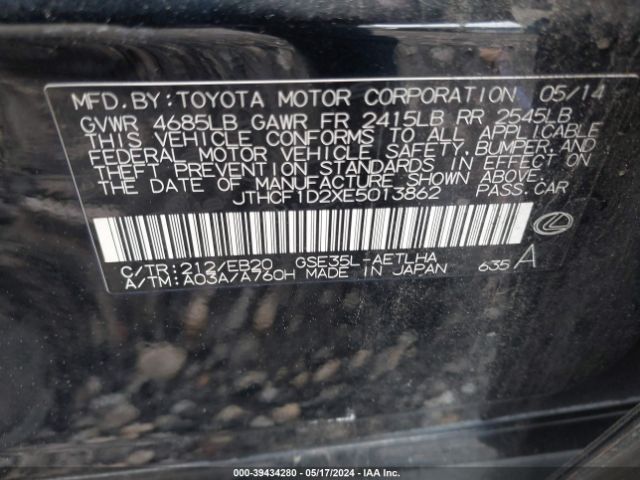 MFD. BY: TOYOTA MOTOR CORPORATION 05/14
GVWR 4685LB GAWR FR 2415LB RR 2545LB
THIS VEHICLE CONFORMS TO ALL APPLICABLE
FEDERAL MOTOR VEHICLE SAFETY, BUMPER, AND
THEFT PREVENTION STANDARDS IN EFFECT ON
THE DATE OF MANUFACTURE SHOWN ABOVE.
JTHCF1D2XE5013862 PASS.CAR
C/TR:212/EB20 GSE35L-AETLHA
A/TM:A03A/A760H MADE IN JAPAN 635 A
000-39434280 - 05/17/2024 - IAA Inc.